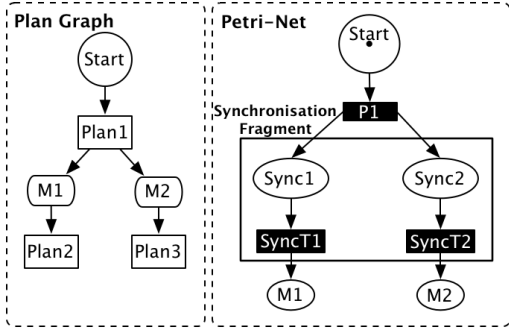 Plan Graph
Start
Plan1
M1 M2
Plan2 Plan3
Petri-Net
Start
P1
Synchronisation
Fragment
Sync1 Sync2
SyncT1 SyncT2
M1 M2